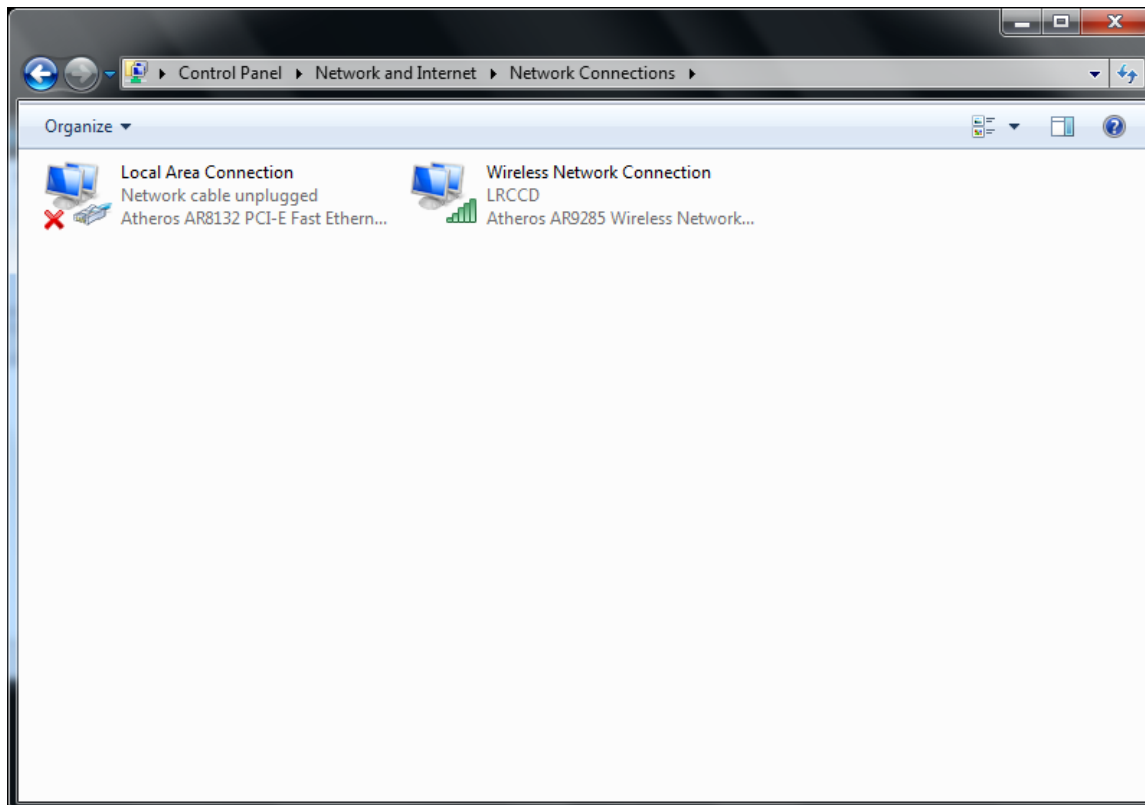 Control Panel Network and Internet Network Connections
Organize
Local Area Connection
Network cable unplugged
Atheros AR8132 PCI-E Fast Ethern...
Wireless Network Connection
LRCCD
Atheros AR9285 Wireless Network...